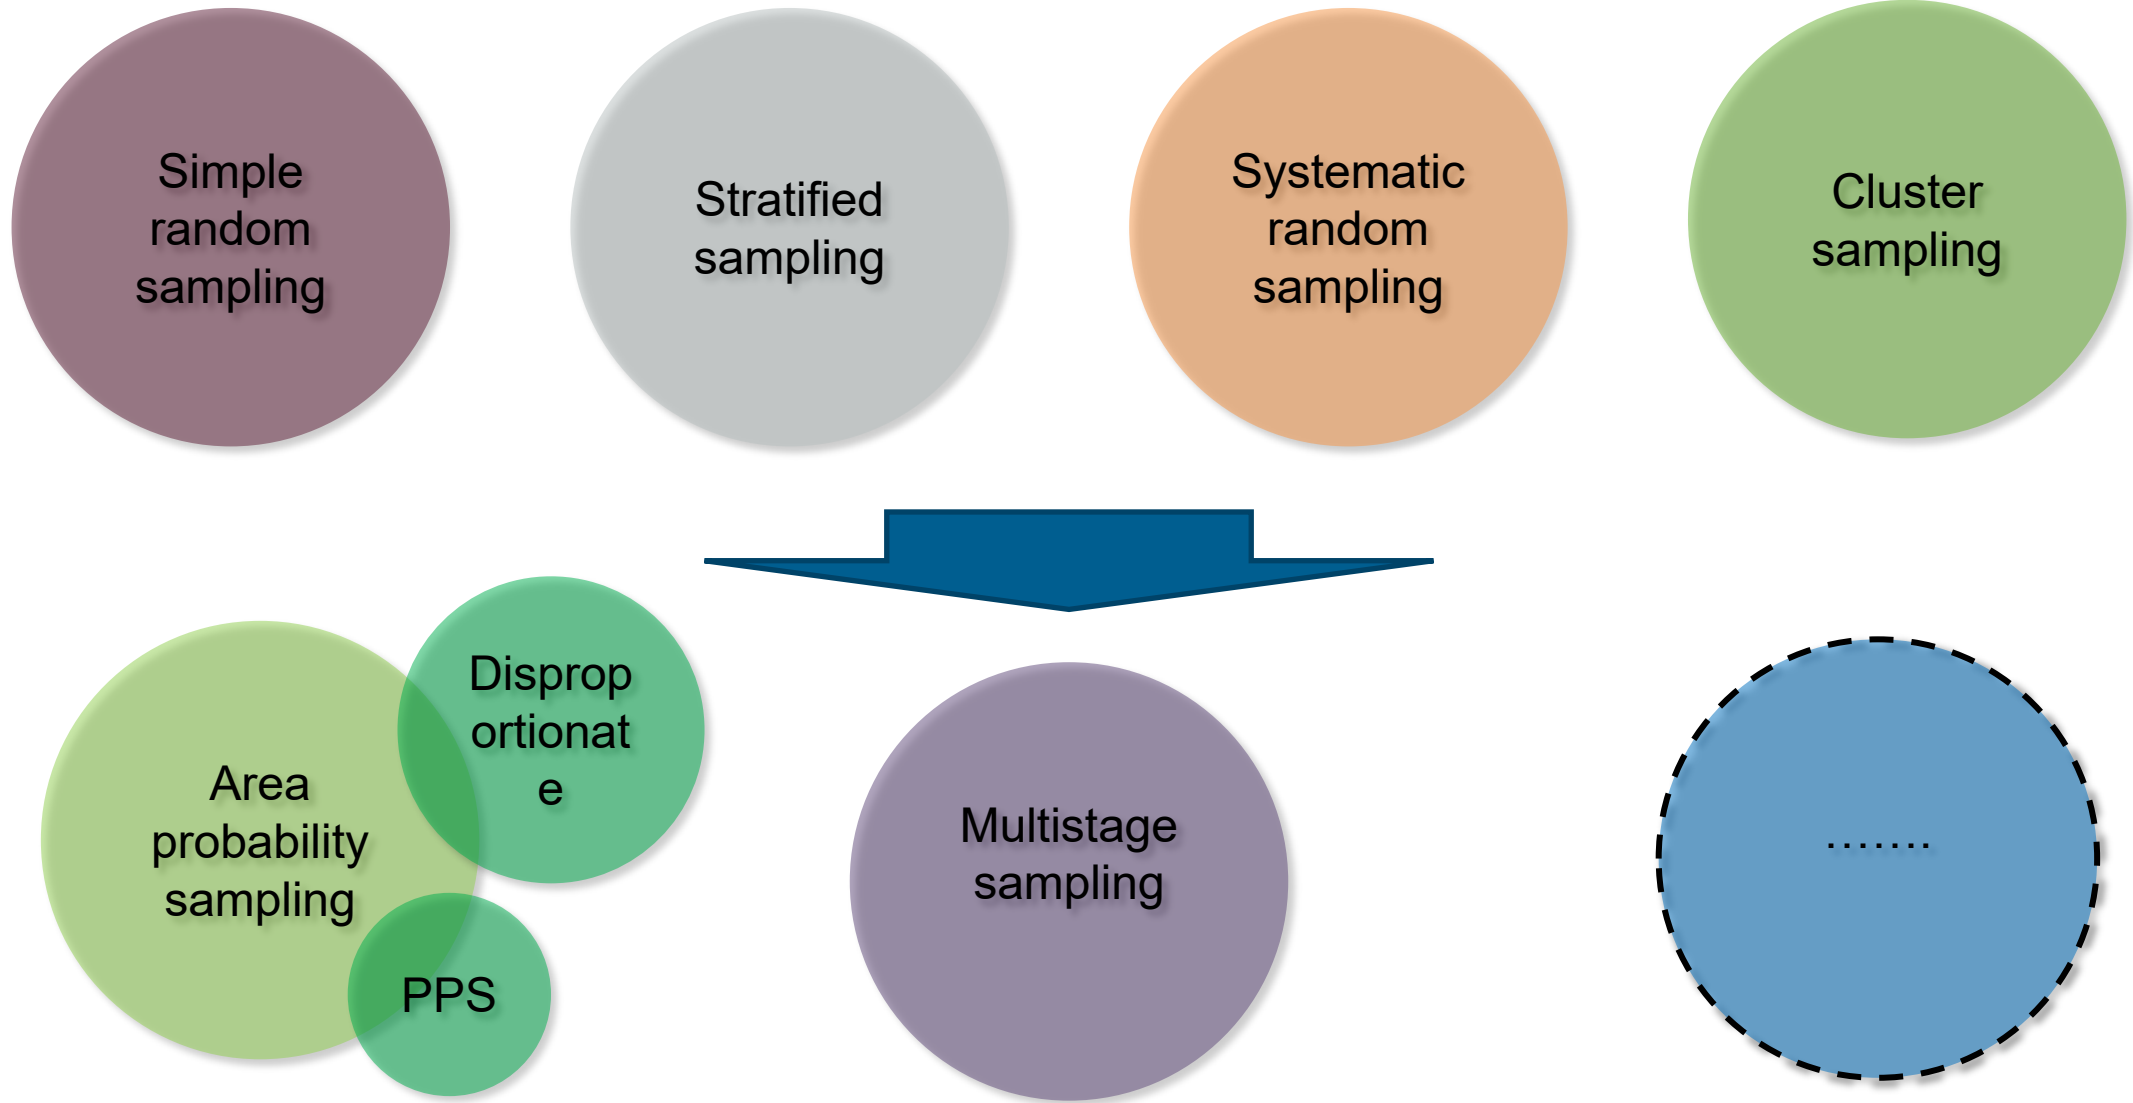 Simple
random
sampling
Stratified
sampling
Systematic
random
sampling
Cluster
sampling
Disprop
ortionat
e
Area
probability
sampling
PPS
Multistage
sampling
.......